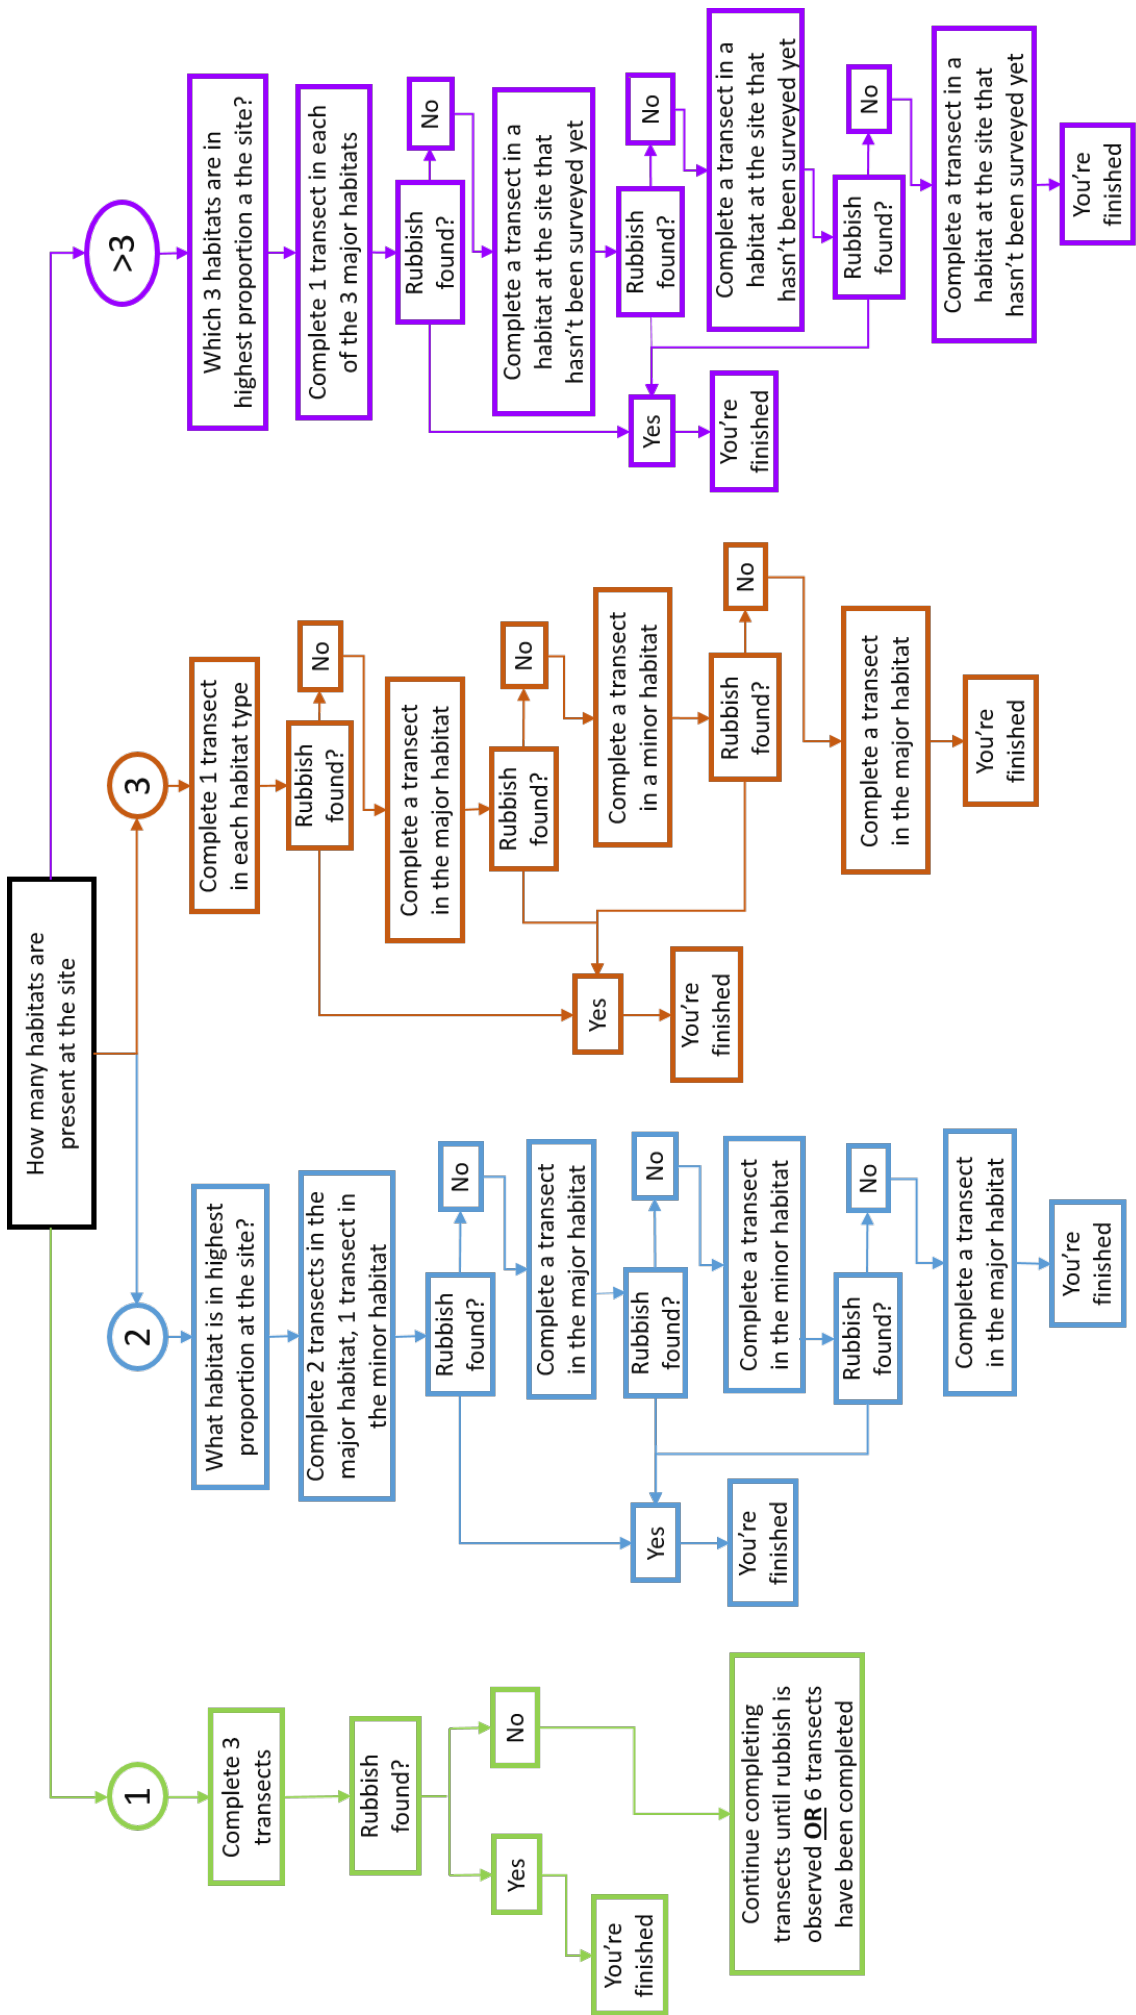 How many habitats are
present at the site
1
Complete 3
transects
Rubbish
found?
Yes
You're
finished
No
Continue completing
transects until rubbish is
observed OR 6 transects
have been completed
2
What habitat is in highest
proportion at the site?
Complete 2 transects in the
major habitat, 1 transect in
the minor habitat
Rubbish
found?
No
Complete a transect
in the major habitat
Rubbish
found?
No
Yes
You're
finished
Complete a transect
in the minor habitat
Rubbish
found?
No
Complete a transect
in the major habitat
You're
finished
3
Complete 1 transect
in each habitat type
Rubbish
found?
No
Complete a transect
in the major habitat
Rubbish
found?
No
Yes
You're
finished
Complete a transect
in a minor habitat
Rubbish
found?
No
Complete a transect
in the major habitat
You're
finished
>3
Which 3 habitats are in
highest proportion a the site?
Complete 1 transect in each
of the 3 major habitats
Rubbish
found?
No
Complete a transect in a
habitat at the site that
hasn't been surveyed yet
Rubbish
found?
No
Yes
You're
finished
Complete a transect in a
habitat at the site that
hasn't been surveyed yet
Rubbish
found?
No
Complete a transect in a
habitat at the site that
hasn't been surveyed yet
You're
finished